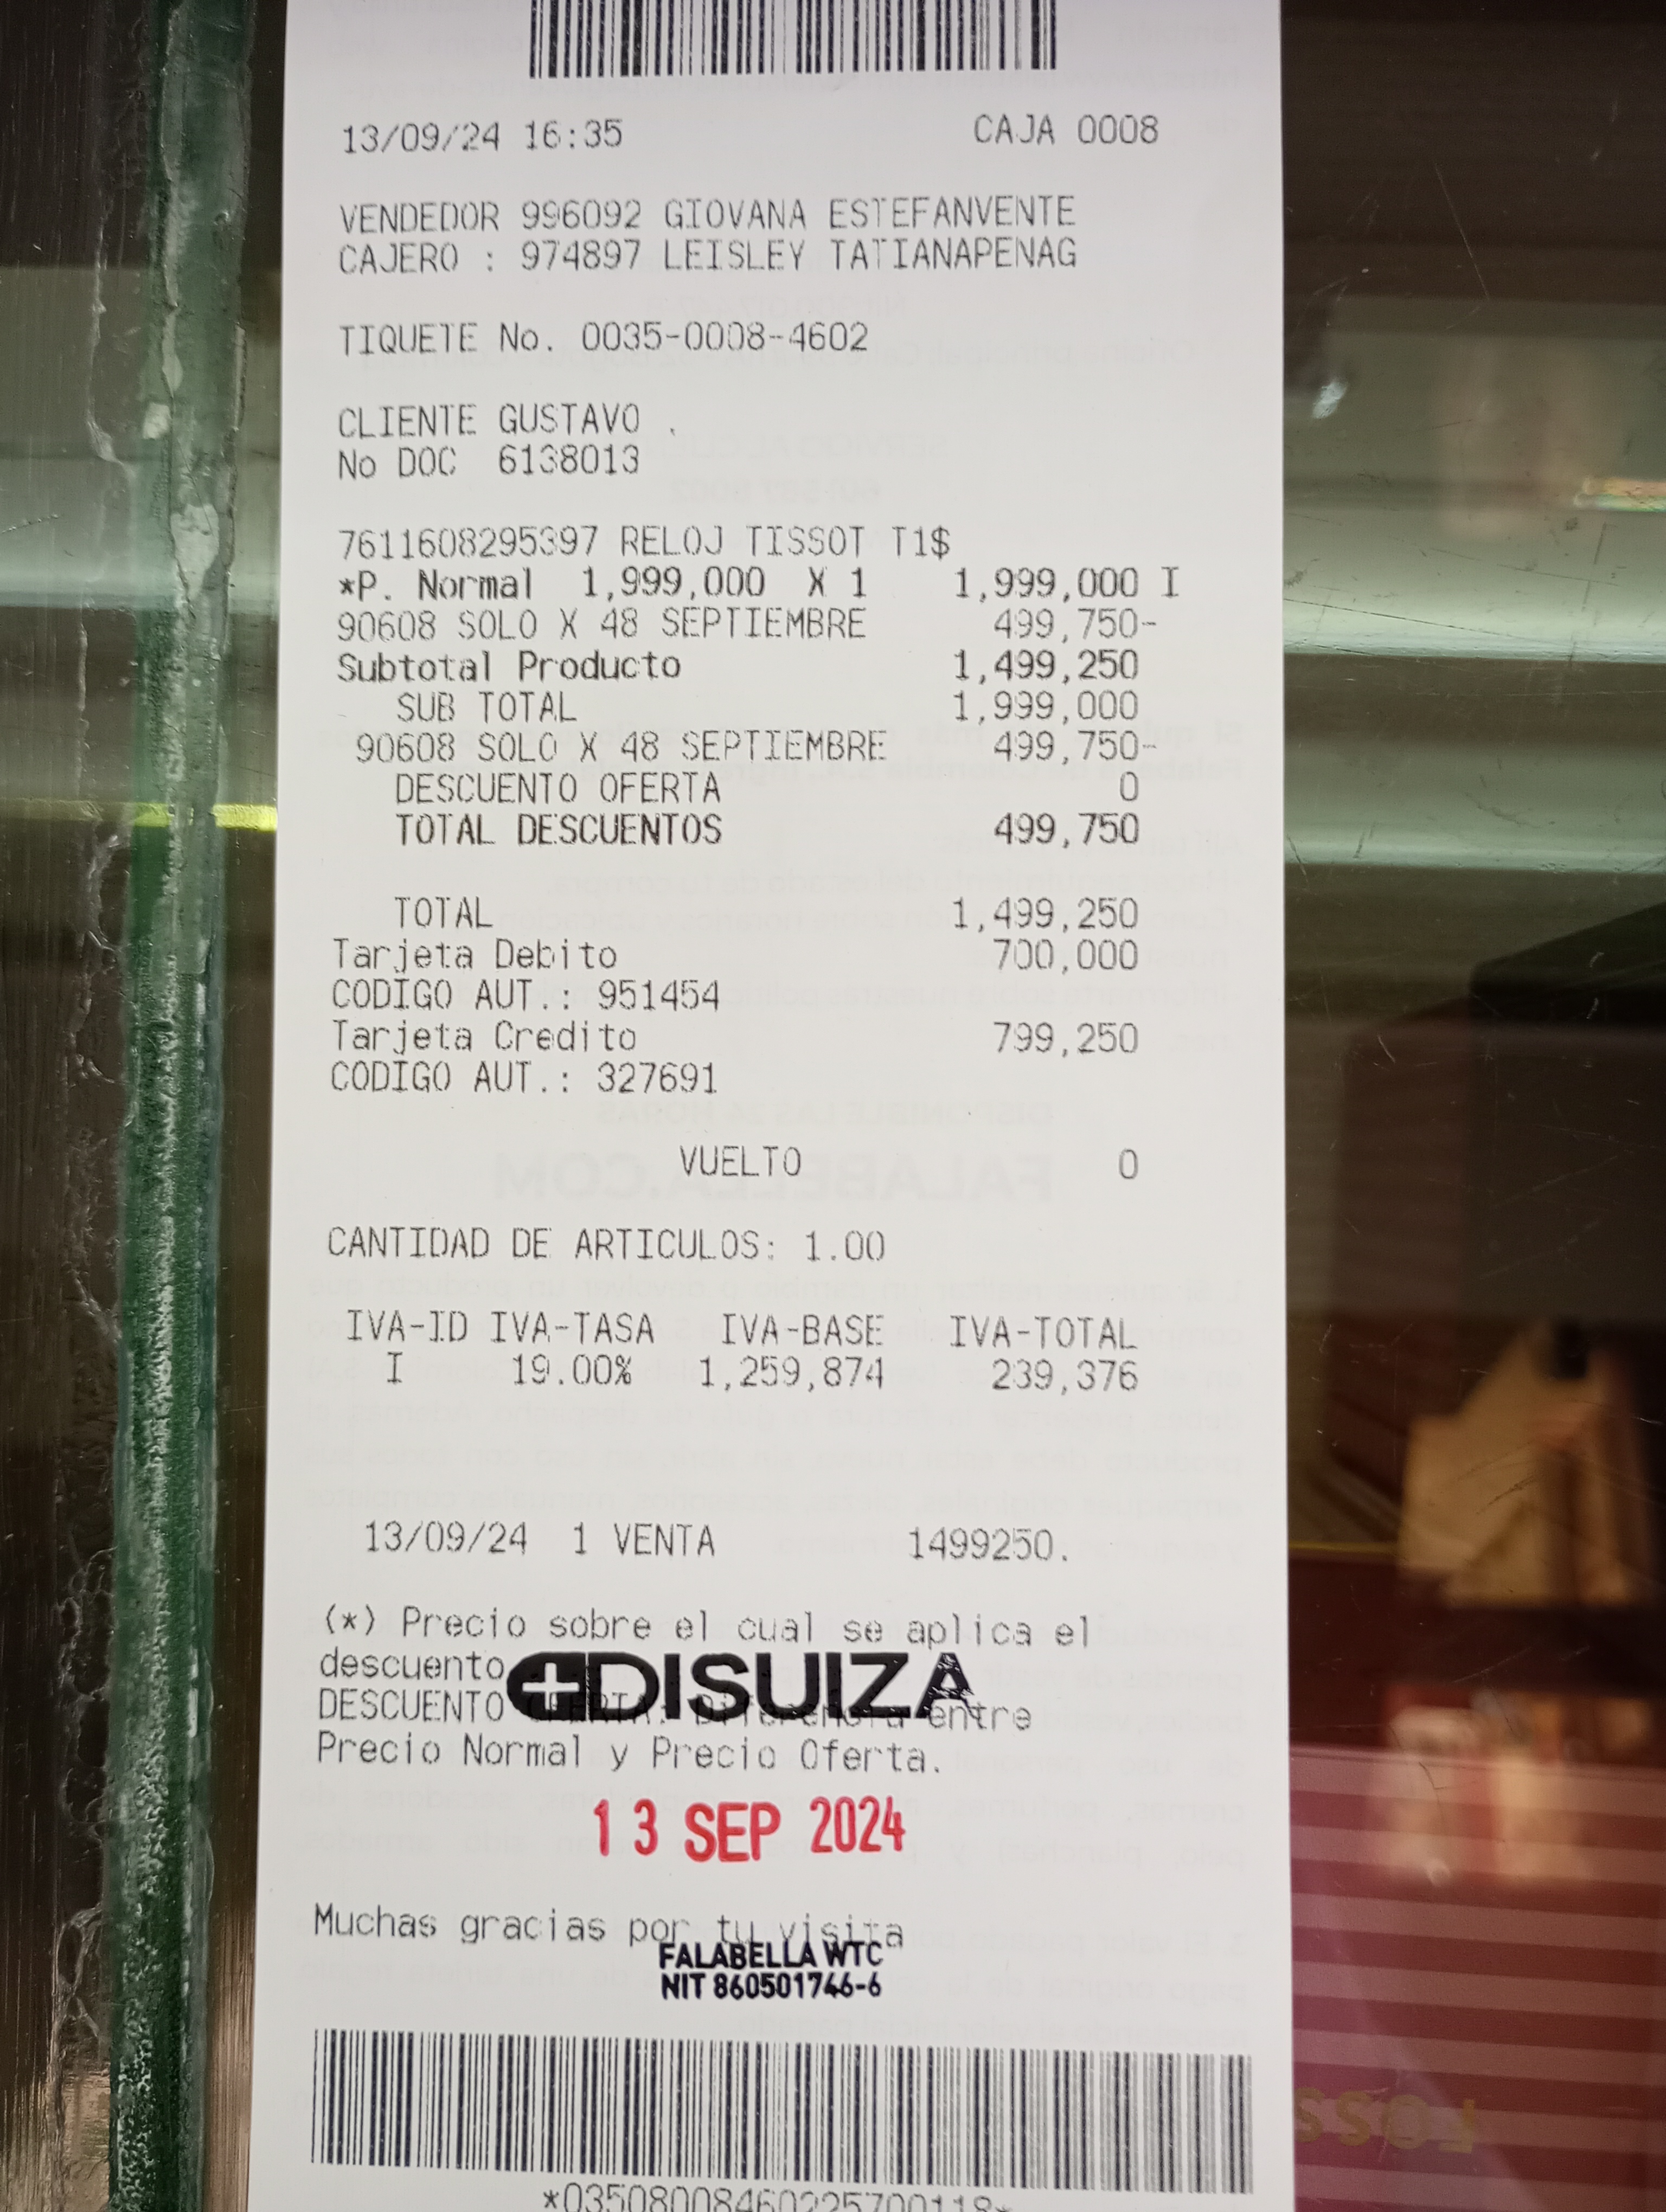 13/09/24 16:35 CAJA 0008
VENDEDOR 996092 GIOVANA ESTEFANVENTE
CAJERO : 974897 LEISLEY TATIANAPENAG
TIQUETE No. 0035-0008-4602
CLIENTE GUSTAVO .
No DOC 6138013
7611608295397 RELOJ TISSOT T1$
*P. Normal 1,999,000 X 1 1,999,000 I
90608 SOLO X 48 SEPTIEMBRE 499,750-
Subtotal Producto 1,499,250
SUB TOTAL 1,999,000
90608 SOLO X 48 SEPTIEMBRE 499,750-
DESCUENTO OFERTA 0
TOTAL DESCUENTOS 499,750
TOTAL 1,499,250
Tarjeta Debito 700,000
CODIGO AUT.: 951454
Tarjeta Credito 799,250
CODIGO AUT.: 327691
VUELTO 0
CANTIDAD DE ARTICULOS: 1.00
IVA-ID IVA-TASA IVA-BASE IVA-TOTAL
I 19.00% 1,259,874 239,376
13/09/24 1 VENTA 1499250.
(*) Precio sobre el cual se aplica el
descuento
DISUIZA
DESCUENTO OFERTA: Diferencia entre
Precio Normal y Precio Oferta.
13 SEP 2024
Muchas gracias por tu visita
FALABELLA WTC
NIT 860501746-6